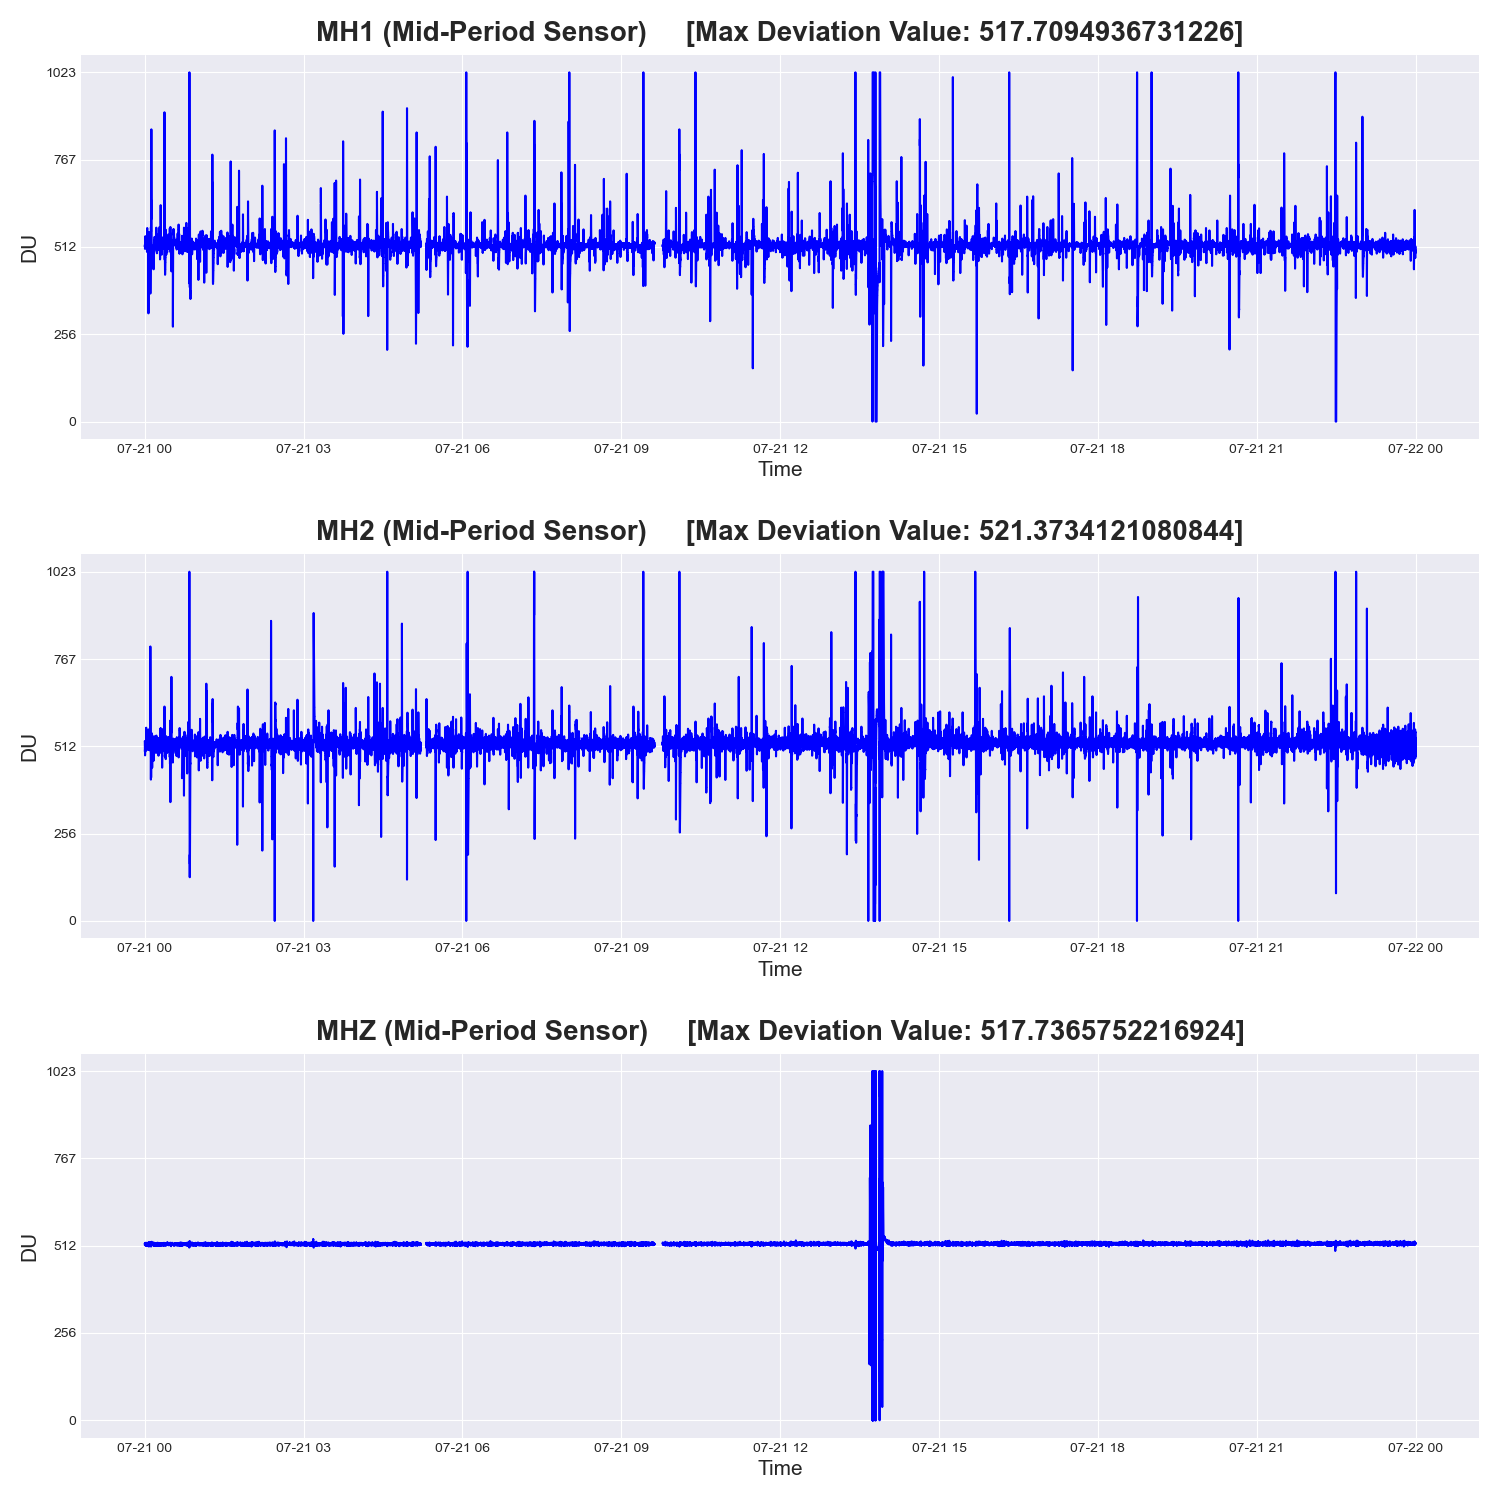 MH1 (Mid-Period Sensor) [Max Deviation Value: 517.7094936731226]
1023
767
512
256
0
DU
07-21 00 07-21 03 07-21 06 07-21 09 07-21 12 07-21 15 07-21 18 07-21 21 07-22 00
Time
MH2 (Mid-Period Sensor) [Max Deviation Value: 521.3734121080844]
1023
767
512
256
0
DU
07-21 00 07-21 03 07-21 06 07-21 09 07-21 12 07-21 15 07-21 18 07-21 21 07-22 00
Time
MHZ (Mid-Period Sensor) [Max Deviation Value: 517.7365752216924]
1023
767
512
256
0
DU
07-21 00 07-21 03 07-21 06 07-21 09 07-21 12 07-21 15 07-21 18 07-21 21 07-22 00
Time